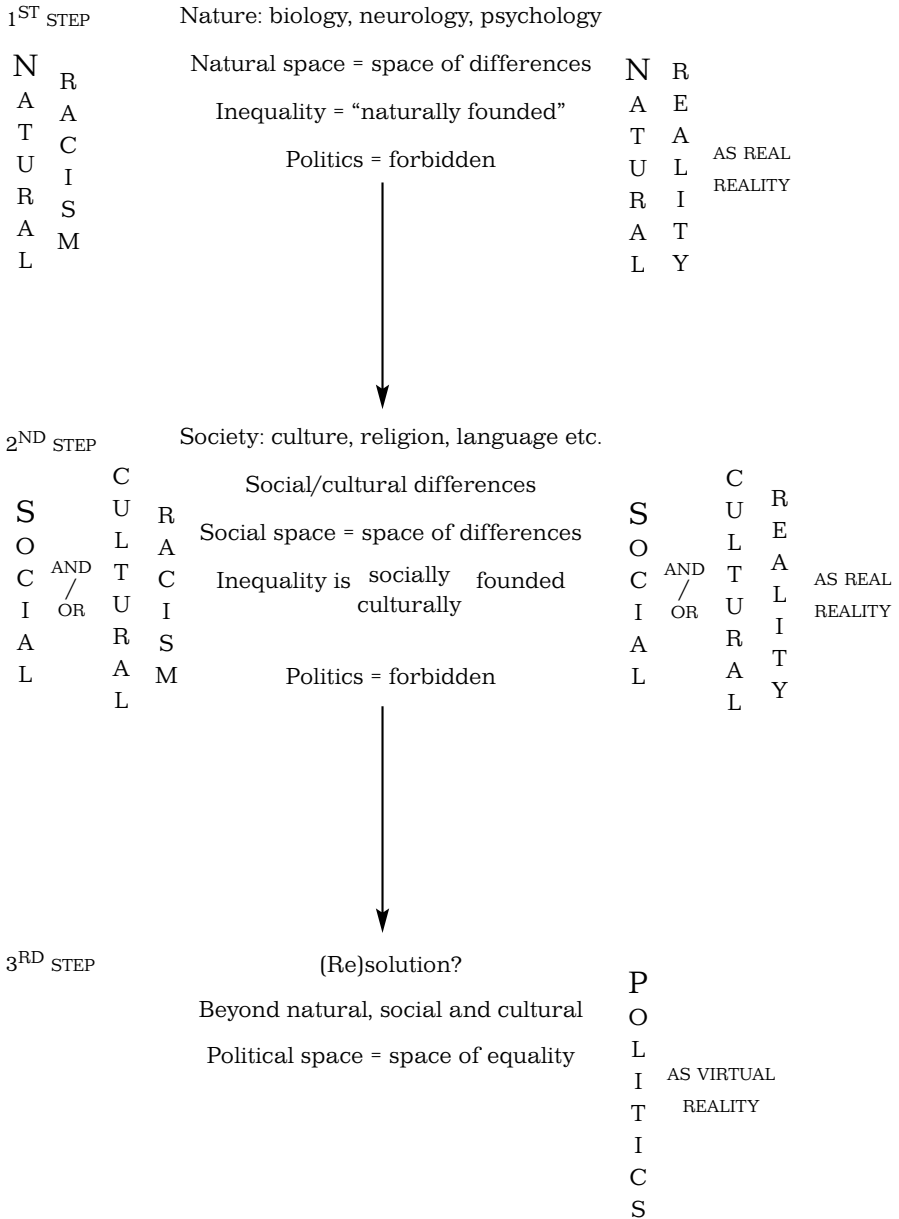 1ST STEP
Nature: biology, neurology, psychology
NATURAL
RACISM
Natural space = space of differences
Inequality = “naturally founded”
Politics = forbidden
NATURAL
REALITY
AS REAL
REALITY
2ND STEP
Society: culture, religion, language etc.
SOCIAL
AND
/
OR
CULTURAL
RACISM
Social/cultural differences
Social space = space of differences
Inequality is socially founded
culturally
Politics = forbidden
SOCIAL
AND
/
OR
CULTURAL
REALITY
AS REAL
REALITY
3RD STEP
(Re)solution?
Beyond natural, social and cultural
Political space = space of equality
POLITICS
AS VIRTUAL
REALITY